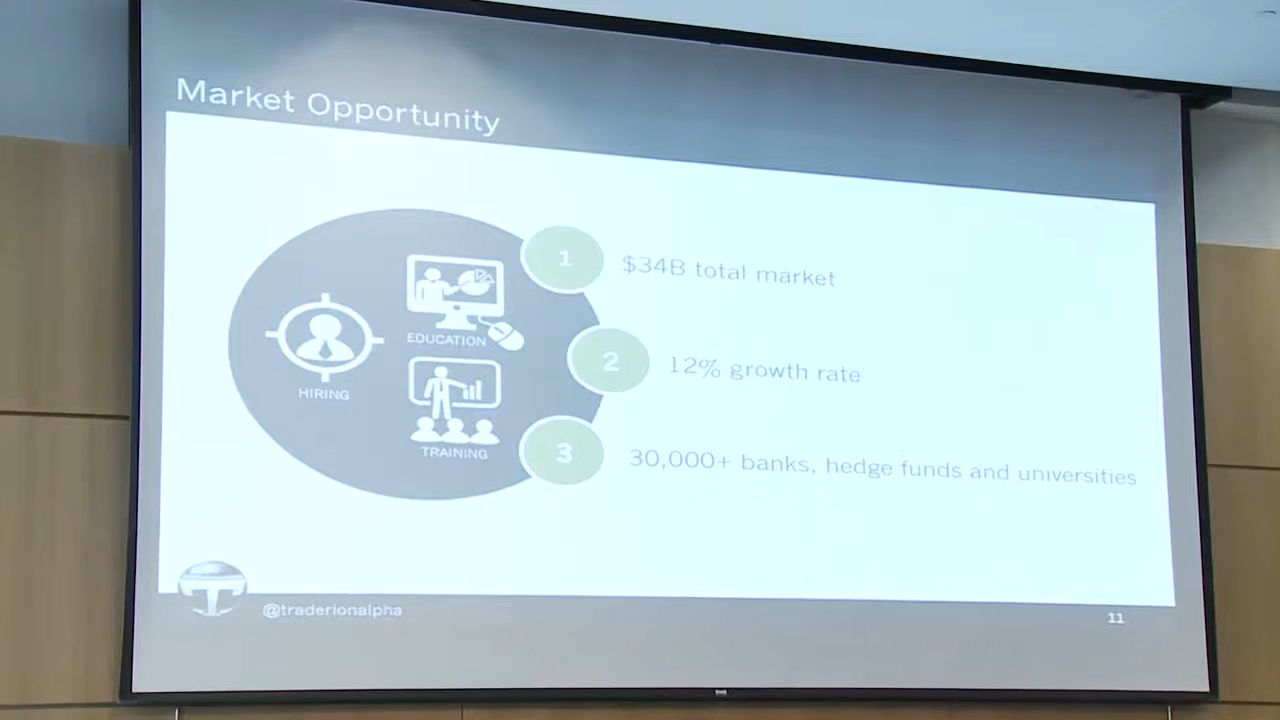 Market Opportunity
1
$34B total market
EDUCATION
2
12% growth rate
HIRING
TRAINING
3
30,000+ banks, hedge funds and universities
@traderionalpha
11